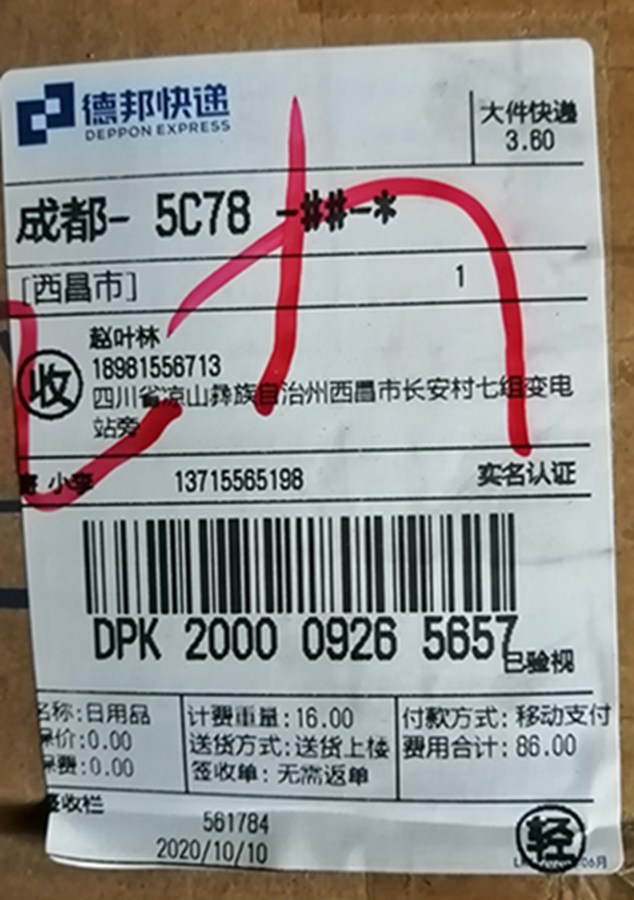 德邦快递
DEPPON EXPRESS
大件快递
3.60
成都- 5C78 -##-*
[西昌市] 1
收
赵叶林
18981556713
四川省凉山彝族自治州西昌市长安村七组变电
站旁
寄 小李 13715565198 实名认证
DPK 2000 0926 5657
已验视
名称:日用品 计费重量:16.00 付款方式:移动支付
保价:0.00 送货方式:送货上楼 费用合计:86.00
保费:0.00 签收单:无需返单
签收栏
561784
2020/10/10
轻